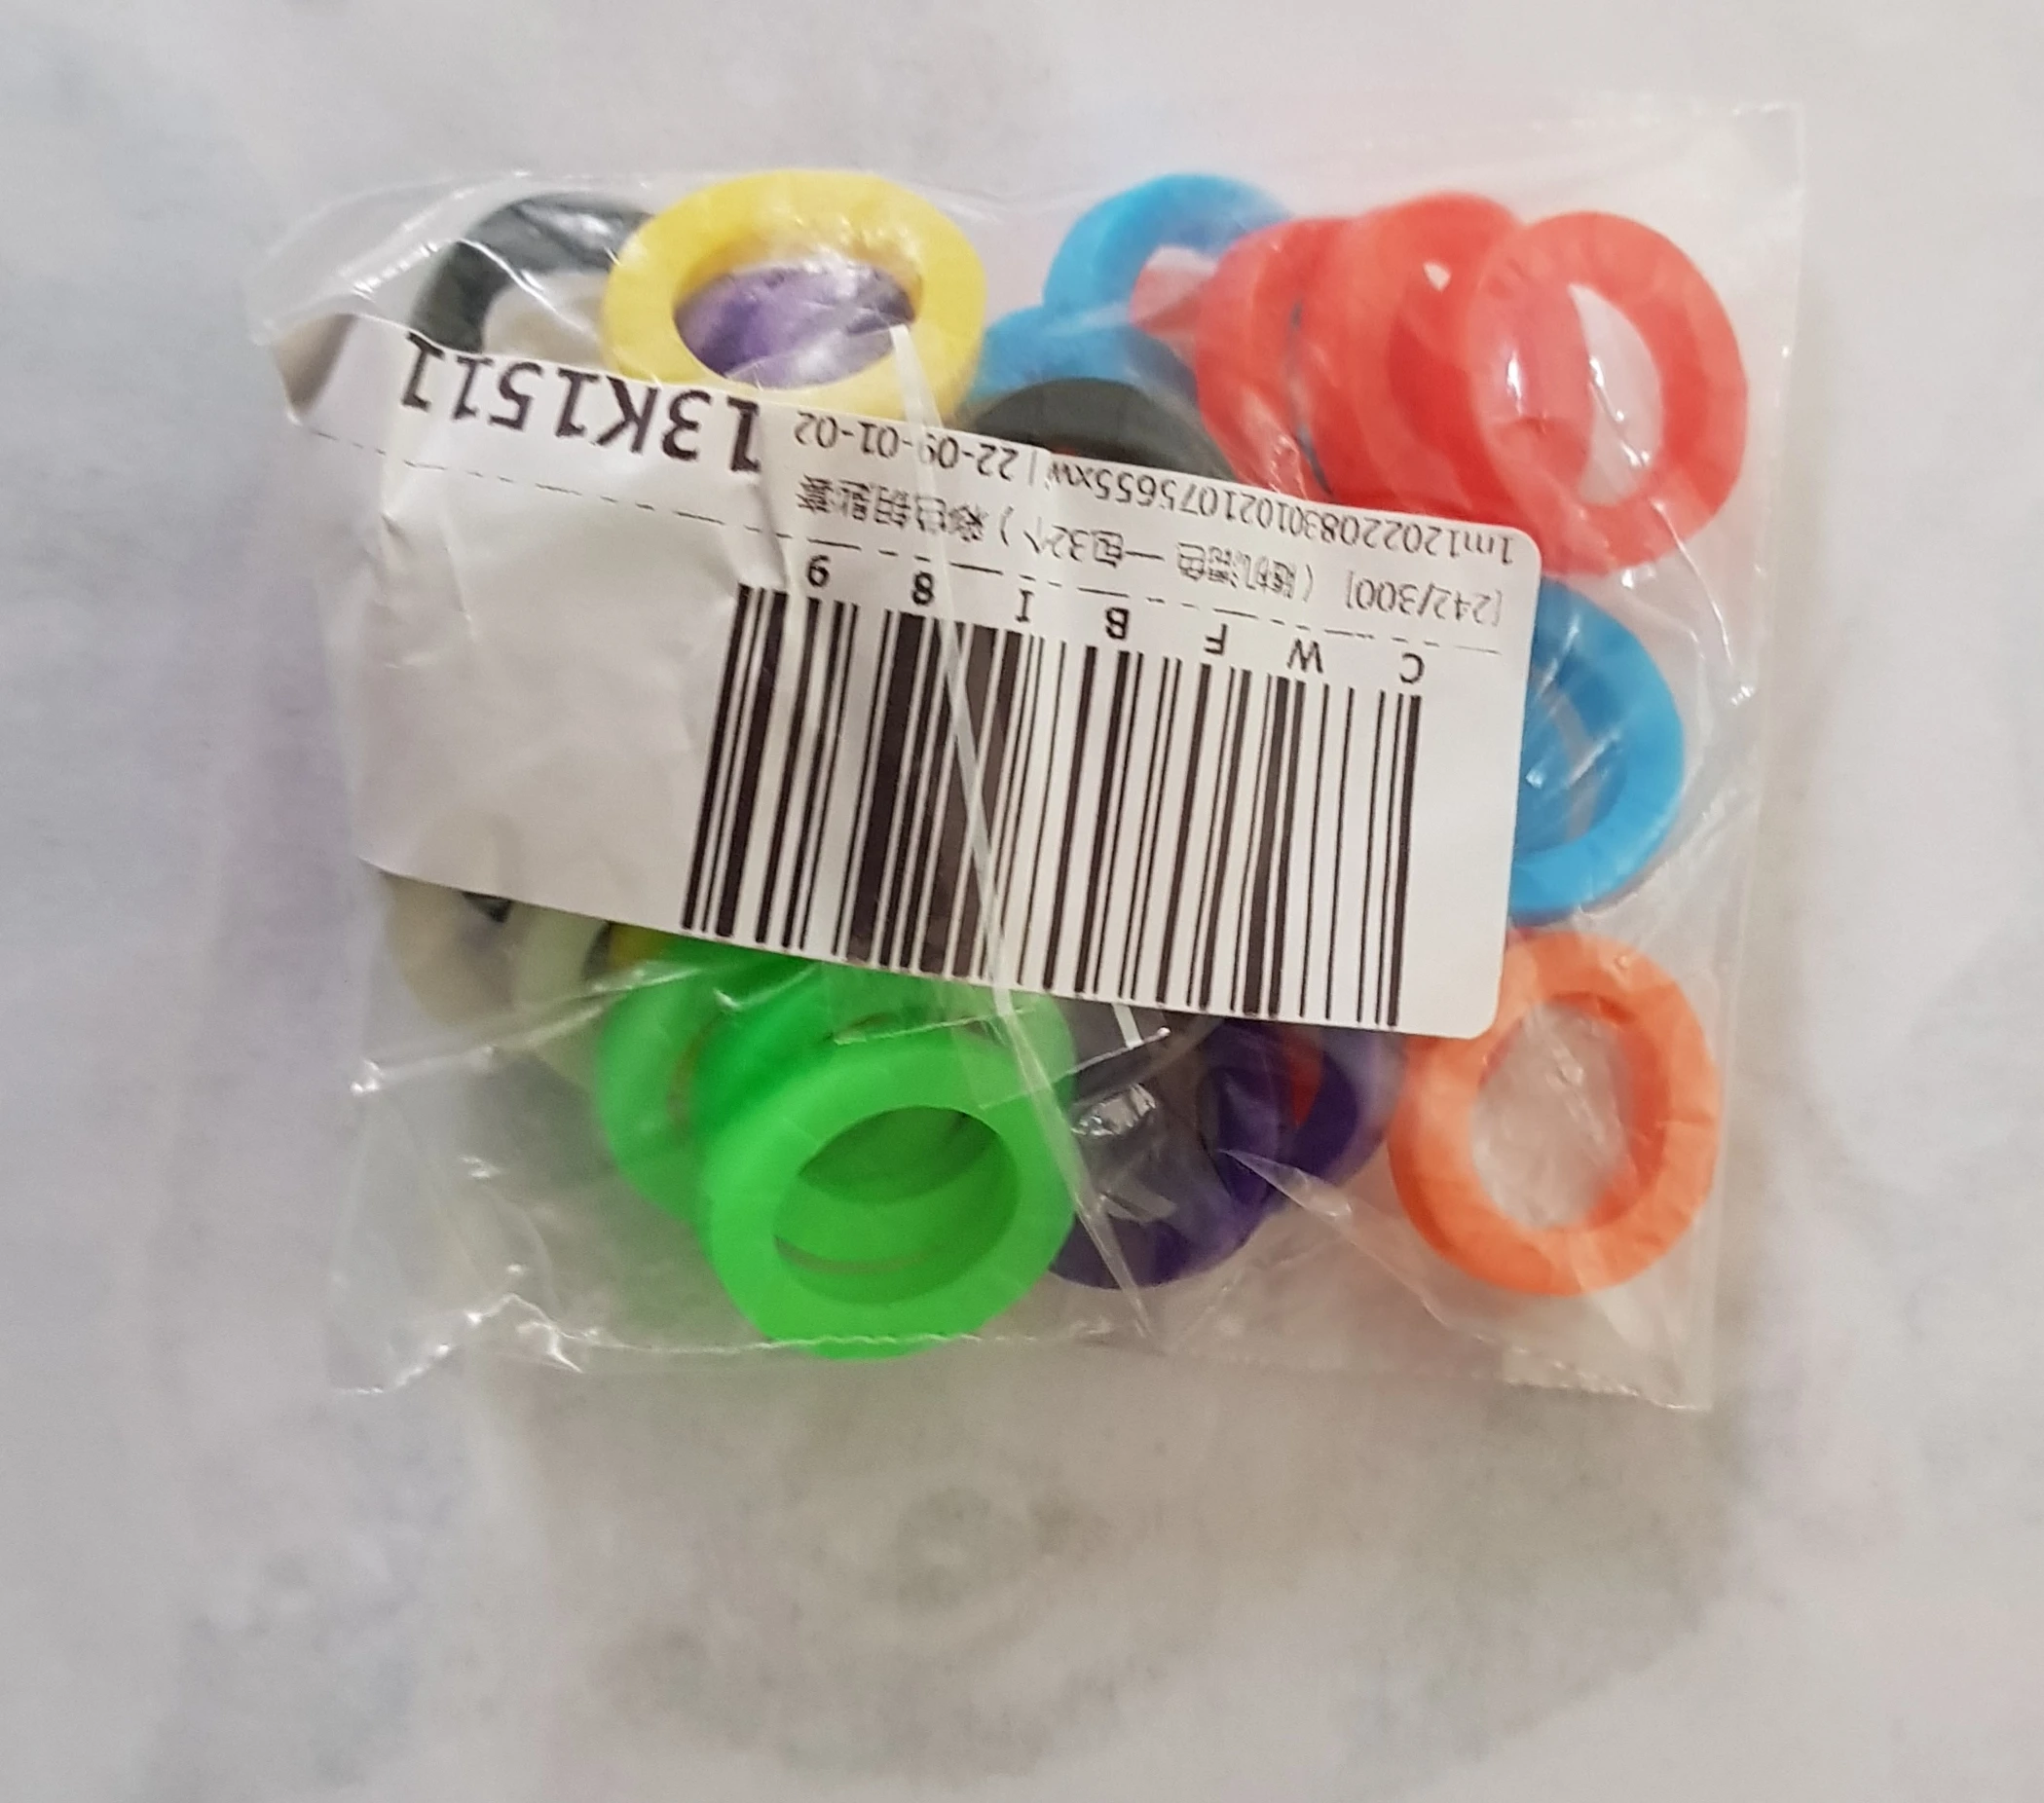 C W F B I 8 6
[242/300] （随机混色 一包32个）彩色钥匙套
1m1202208301021075655xw | 22-09-01-02
13K1511